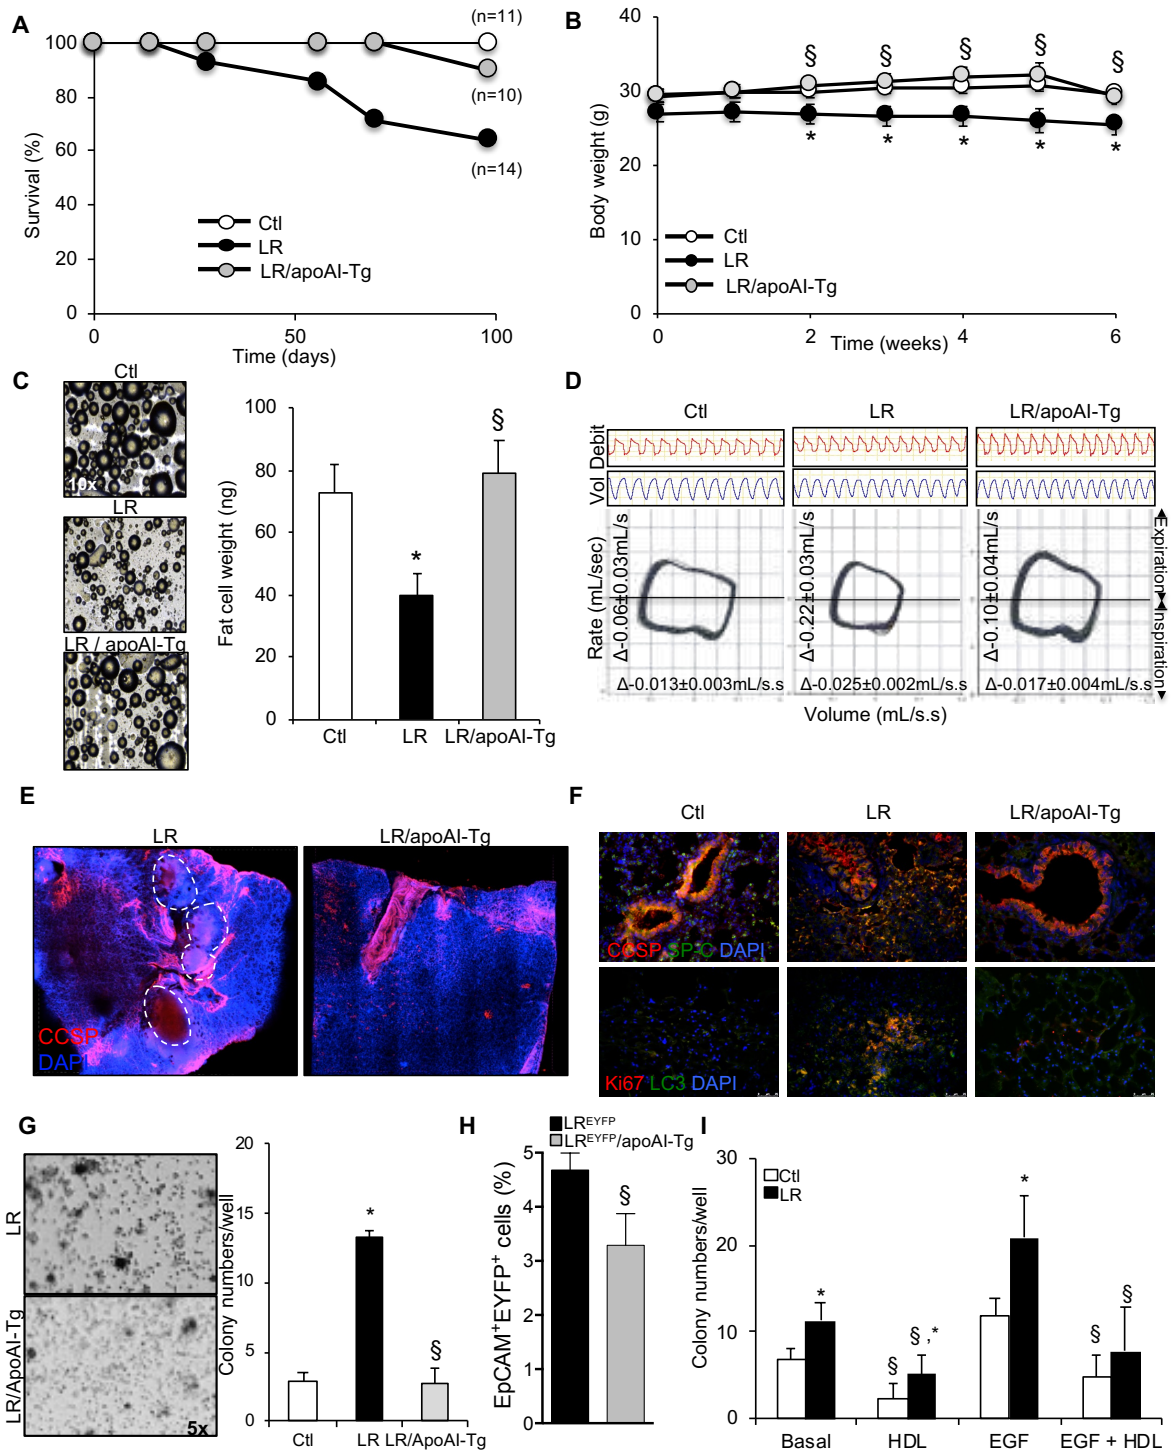 A
(n=11)
100
80
60
40
20
0
Survival (%)
(n=10)
(n=14)
Ctl
LR
LR/apoAI-Tg
0
50
100
Time (days)
B
40
30
20
10
0
Body weight (g)
§ § § § §
* * * * *
Ctl
LR
LR/apoAI-Tg
0
2
4
6
Time (weeks)
C
Ctl
10x
LR
LR / apoAI-Tg
100
80
60
40
20
0
Fat cell weight (ng)
*
§
Ctl
LR
LR/apoAI-Tg
D
Ctl
LR
LR/apoAI-Tg
Debit
Vol
Rate (mL/sec)
Δ-0.06±0.03mL/s
Δ-0.22±0.03mL/s
Δ-0.10±0.04mL/s
Expiration
Inspiration
Δ-0.013±0.003mL/s.s
Δ-0.025±0.002mL/s.s
Δ-0.017±0.004mL/s.s
Volume (mL/s.s)
E
LR
LR/apoAI-Tg
CCSP
DAPI
F
Ctl
LR
LR/apoAI-Tg
CCSP SP-C DAPI
Ki67 LC3 DAPI
G
LR
LR/ApoAI-Tg
5x
20
15
10
5
0
Colony numbers/well
*
§
Ctl
LR
LR/ApoAI-Tg
H
LR EYFP
LR EYFP/apoAI-Tg
5
4
3
2
1
0
EpCAM+EYFP+ cells (%)
§
I
30
20
10
0
Colony numbers/well
Ctl
LR
*
§
§,*
*
§
§
Basal
HDL
EGF
EGF + HDL